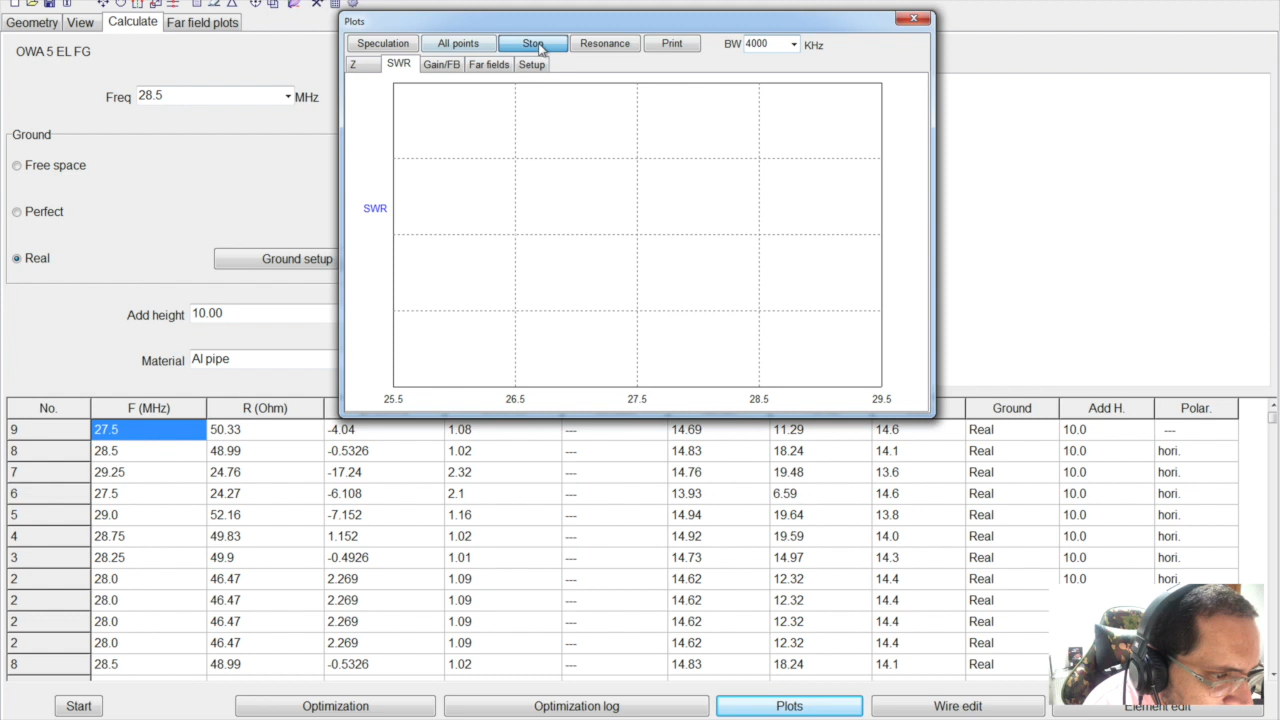 Plots
Speculation All points Stop Resonance Print BW 4000 KHz
Z SWR Gain/FB Far fields Setup
SWR
25.5 26.5 27.5 28.5 29.5
Geometry View Calculate Far field plots
OWA 5 EL FG
Freq 28.5 MHz
Ground
Free space
Perfect
Real Ground setup
Add height 10.00
Material Al pipe
No. F (MHz) R (Ohm) Ground Add H. Polar.
9 27.5 50.33 -4.04 1.08 --- 14.69 11.29 14.6 Real 10.0 ---
8 28.5 48.99 -0.5326 1.02 --- 14.83 18.24 14.1 Real 10.0 hori.
7 29.25 24.76 -17.24 2.32 --- 14.76 19.48 13.6 Real 10.0 hori.
6 27.5 24.27 -6.108 2.1 --- 13.93 6.59 14.6 Real 10.0 hori.
5 29.0 52.16 -7.152 1.16 --- 14.94 19.64 13.8 Real 10.0 hori.
4 28.75 49.83 1.152 1.02 --- 14.92 19.59 14.0 Real 10.0 hori.
3 28.25 49.9 -0.4926 1.01 --- 14.73 14.97 14.3 Real 10.0 hori.
2 28.0 46.47 2.269 1.09 --- 14.62 12.32 14.4 Real 10.0 hori.
2 28.0 46.47 2.269 1.09 --- 14.62 12.32 14.4 Real
2 28.0 46.47 2.269 1.09 --- 14.62 12.32 14.4 Real
2 28.0 46.47 2.269 1.09 --- 14.62 12.32 14.4 Real
8 28.5 48.99 -0.5326 1.02 --- 14.83 18.24 14.1 Real
Start Optimization Optimization log Plots Wire edit Element edit